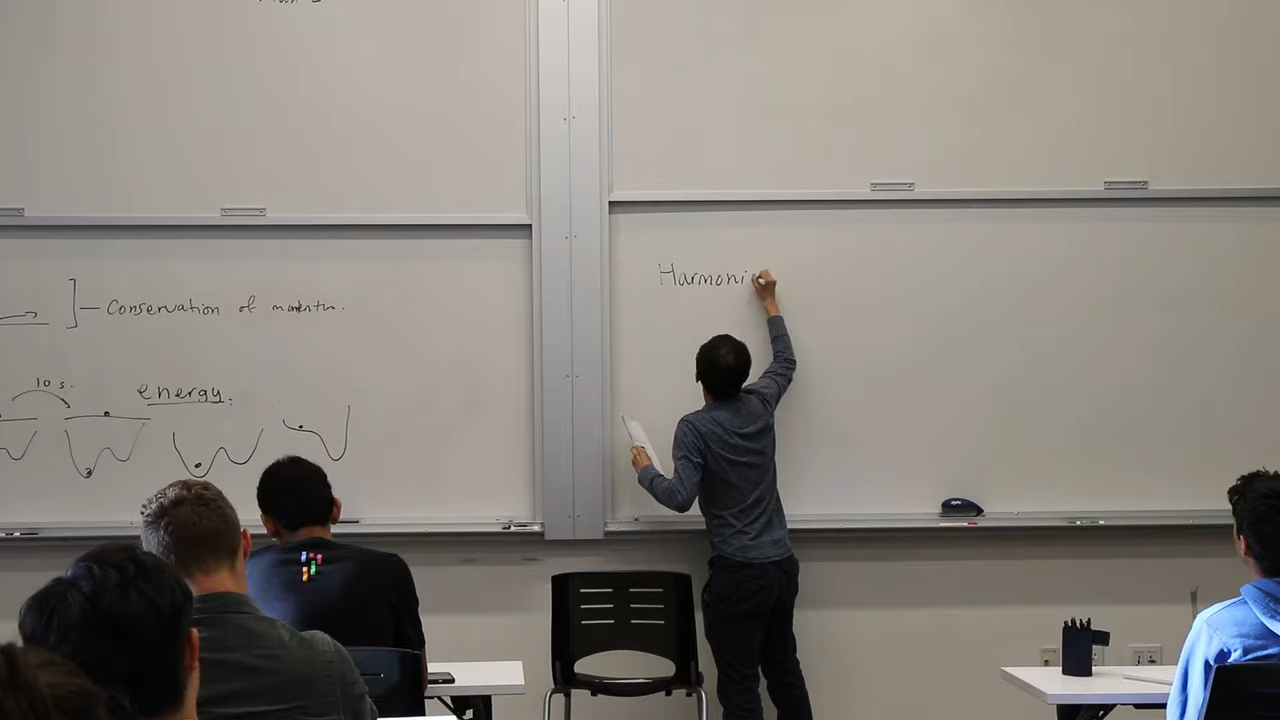 Conservation of momentum.
10 s.
energy.
Harmoni